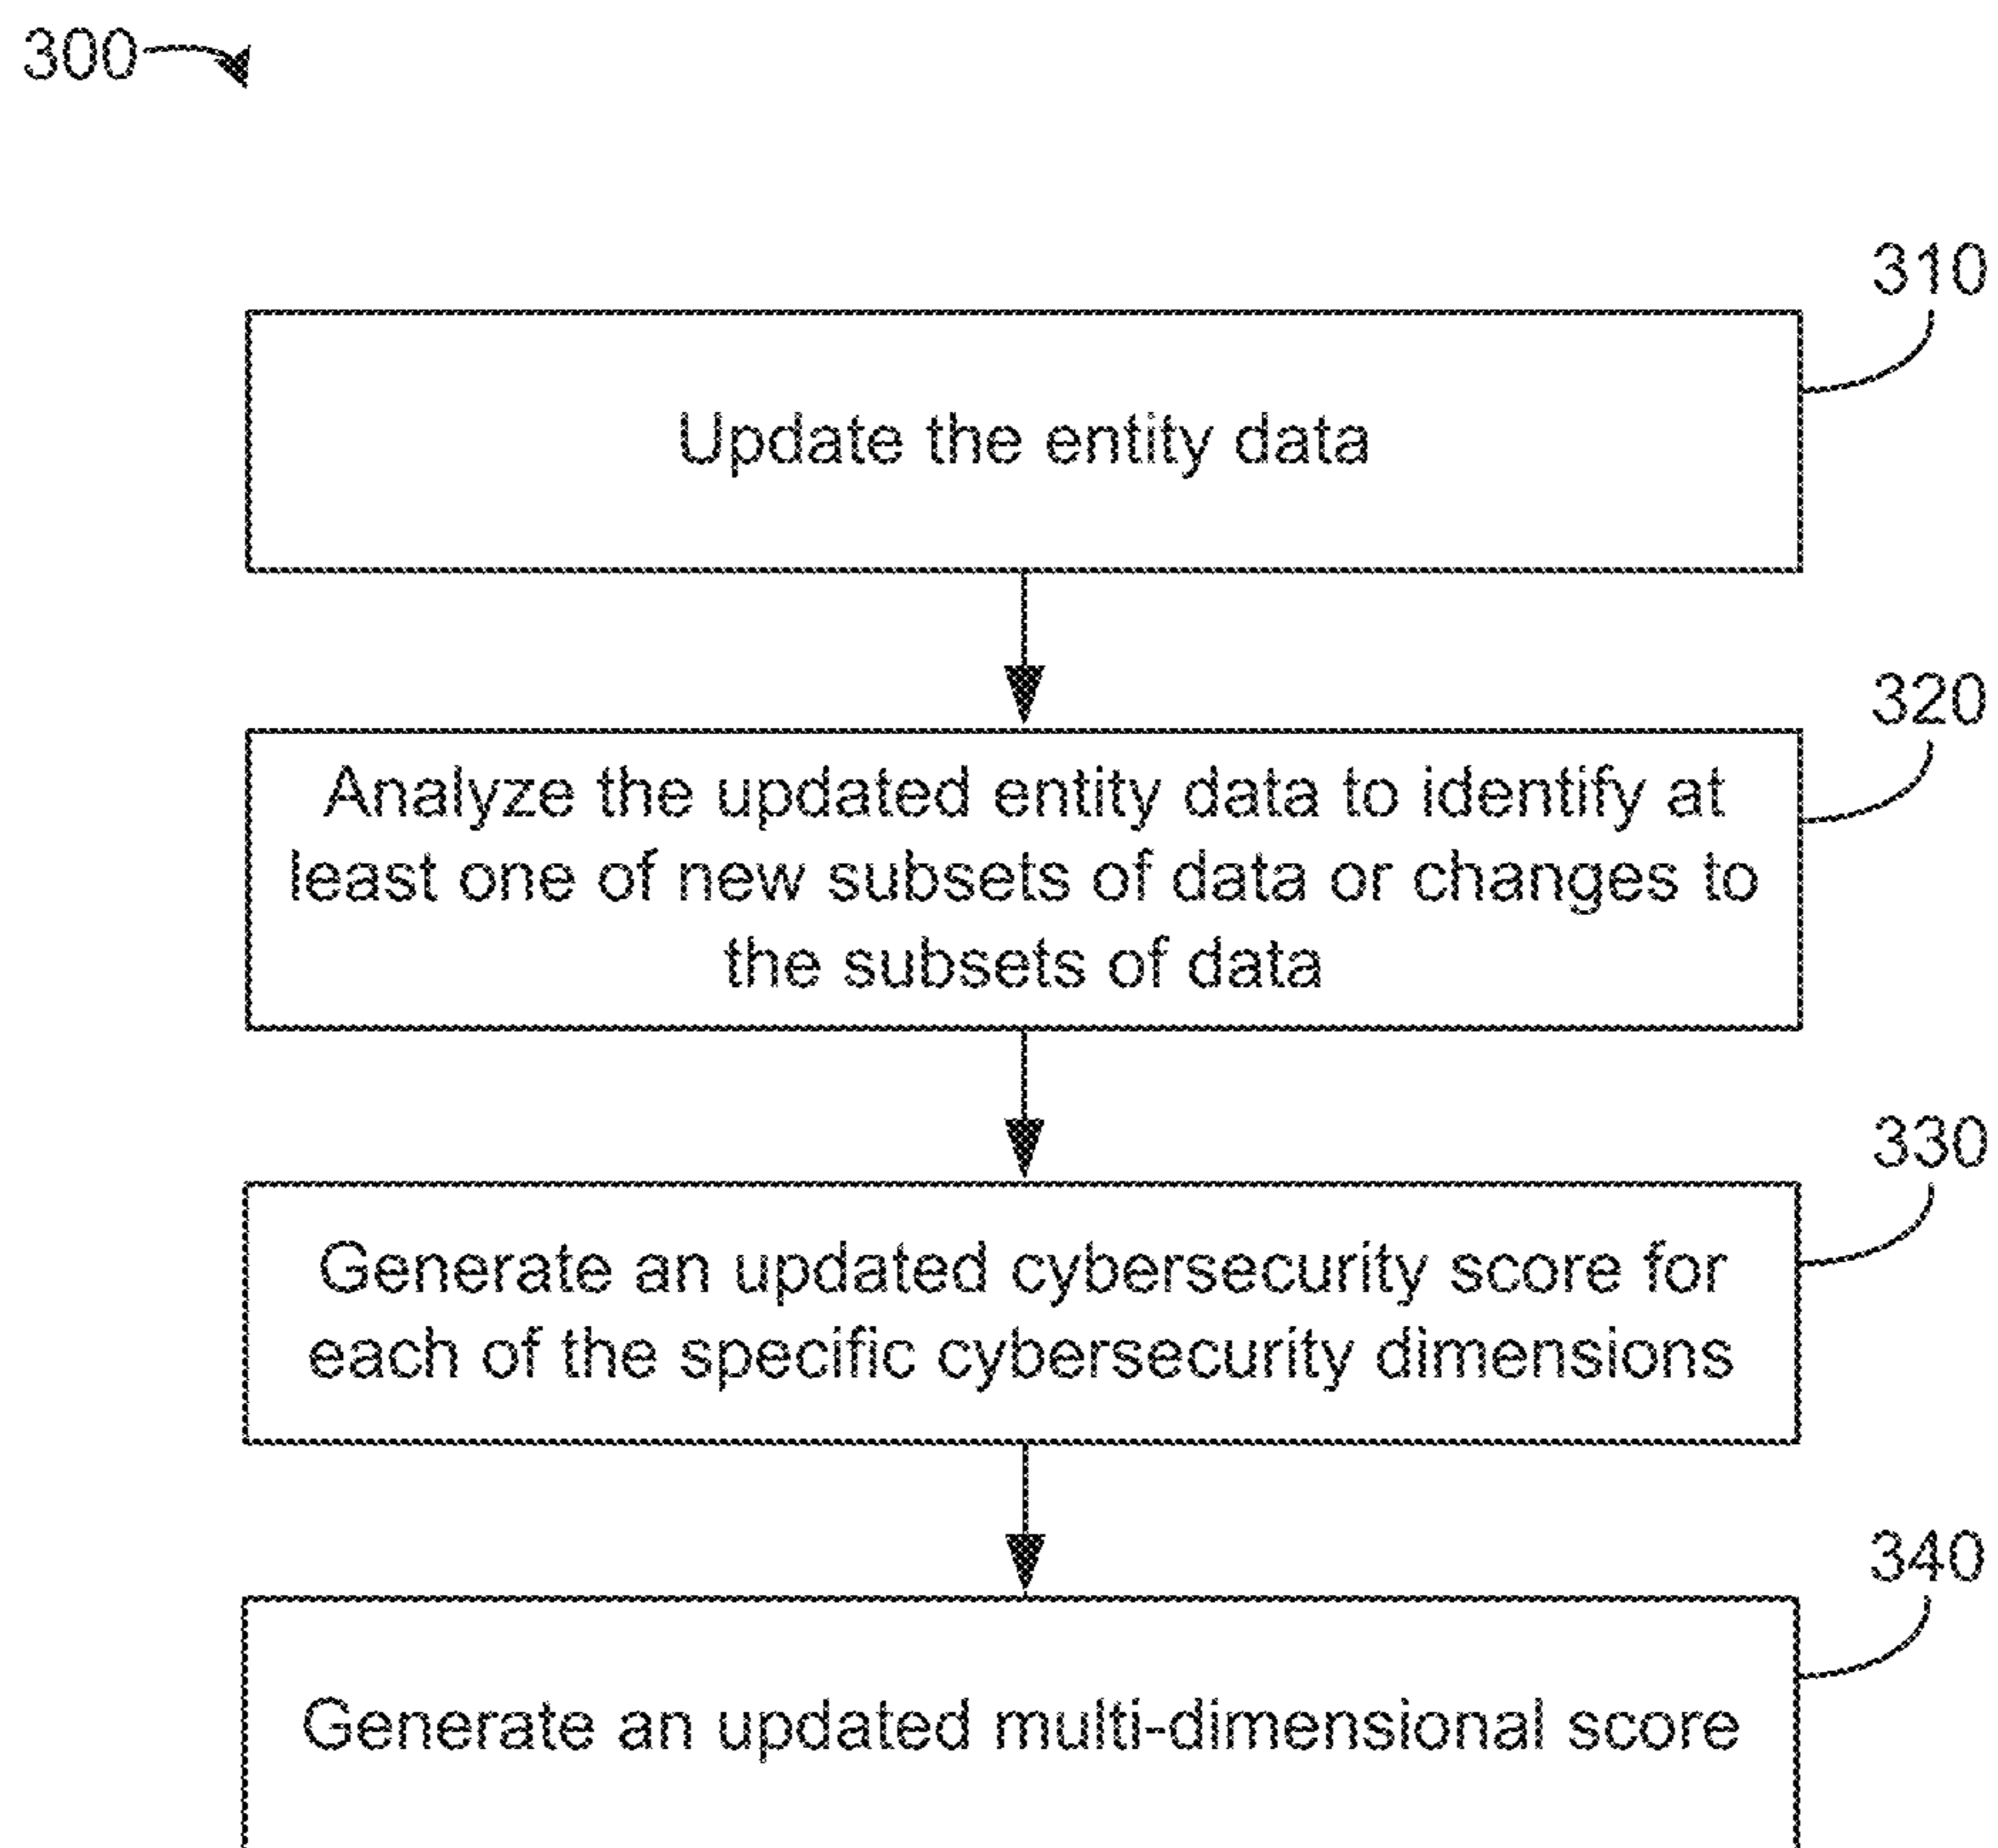 300
310
Update the entity data
320
Analyze the updated entity data to identify at
least one of new subsets of data or changes to
the subsets of data
330
Generate an updated cybersecurity score for
each of the specific cybersecurity dimensions
340
Generate an updated multi-dimensional score